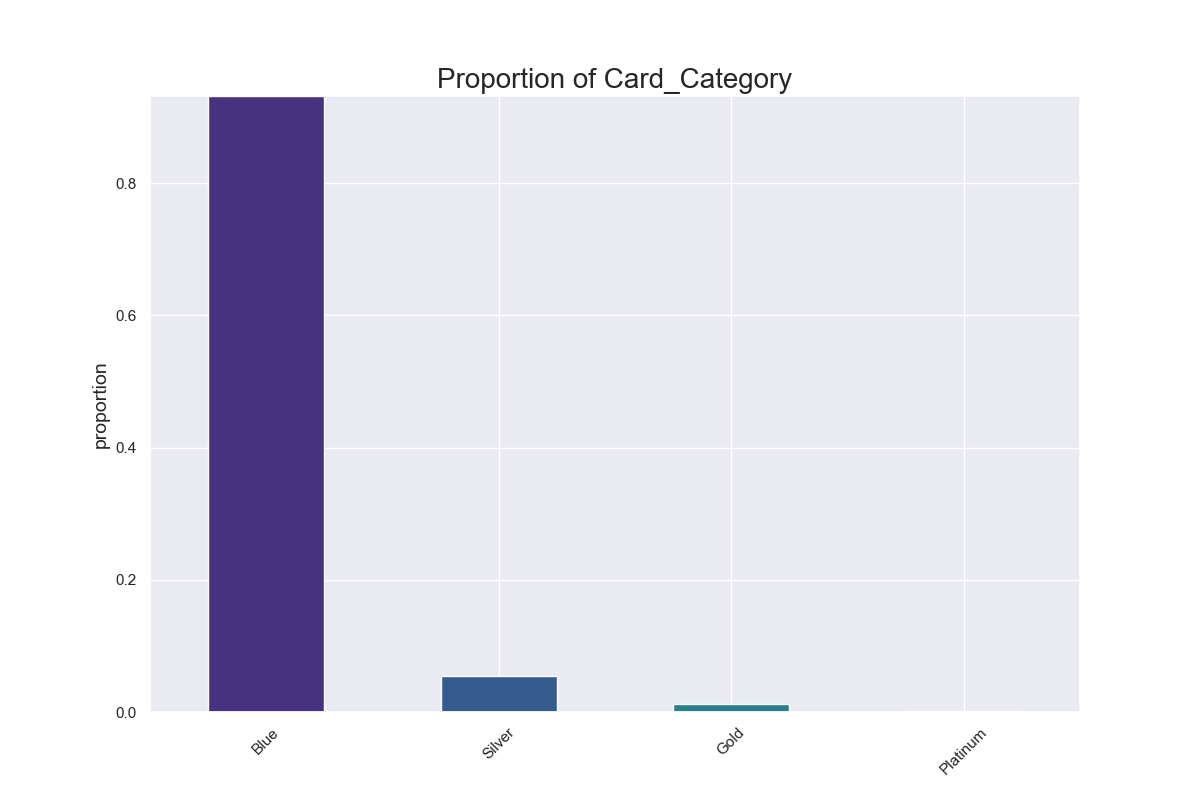 Proportion of Card_Category
proportion
0.8
0.6
0.4
0.2
0.0
Blue
Silver
Gold
Platinum